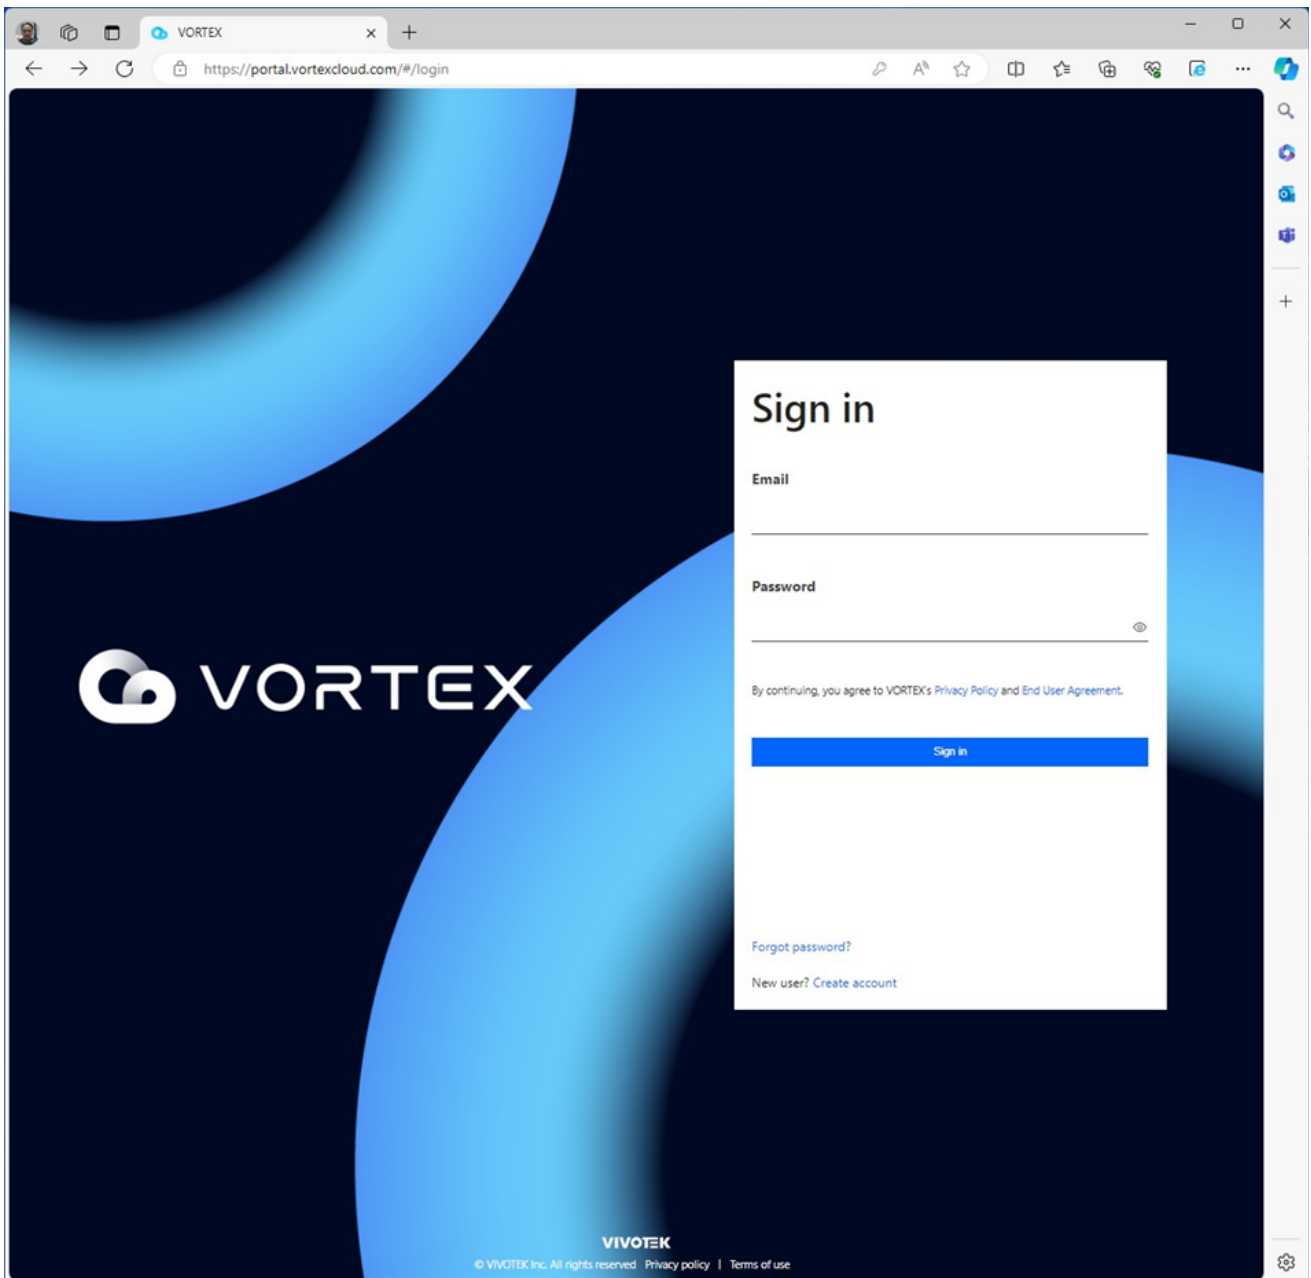 VORTEX
https://portal.vortexcloud.com/#/login
Sign in
Email
Password
By continuing, you agree to VORTEX's Privacy Policy and End User Agreement.
Sign in
Forgot password?
New user? Create account
VORTEX
VIVOTEK
© VIVOTEK Inc. All rights reserved Privacy policy | Terms of use